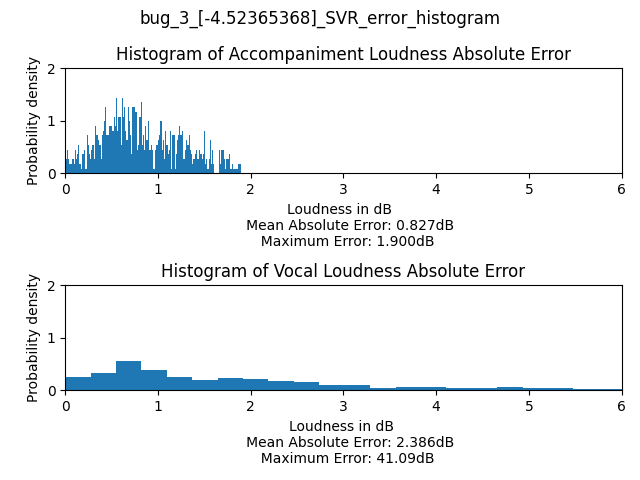 bug_3_[-4.52365368]_SVR_error_histogram
Histogram of Accompaniment Loudness Absolute Error
Probability density
2
1
0
0 1 2 3 4 5 6
Loudness in dB
Mean Absolute Error: 0.827dB
Maximum Error: 1.900dB
Histogram of Vocal Loudness Absolute Error
Probability density
2
1
0
0 1 2 3 4 5 6
Loudness in dB
Mean Absolute Error: 2.386dB
Maximum Error: 41.09dB